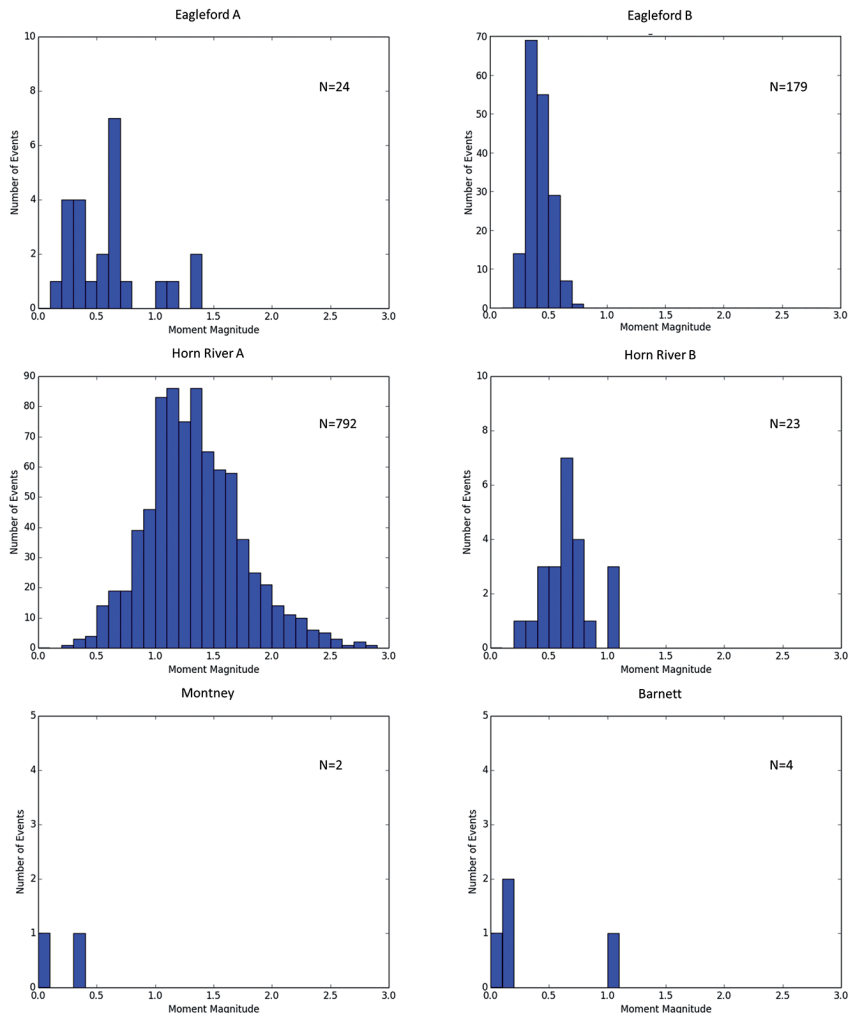 Eagleford A
10
8
6
4
2
0
N=24
Number of Events
0.0 0.5 1.0 1.5 2.0 2.5 3.0
Moment Magnitude
Eagleford B
70
60
50
40
30
20
10
0
N=179
Number of Events
0.0 0.5 1.0 1.5 2.0 2.5 3.0
Moment Magnitude
Horn River A
90
80
70
60
50
40
30
20
10
0
N=792
Number of Events
0.0 0.5 1.0 1.5 2.0 2.5 3.0
Moment Magnitude
Horn River B
10
8
6
4
2
0
N=23
Number of Events
0.0 0.5 1.0 1.5 2.0 2.5 3.0
Moment Magnitude
Montney
5
4
3
2
1
0
N=2
Number of Events
0.0 0.5 1.0 1.5 2.0 2.5 3.0
Moment Magnitude
Barnett
5
4
3
2
1
0
N=4
Number of Events
0.0 0.5 1.0 1.5 2.0 2.5 3.0
Moment Magnitude